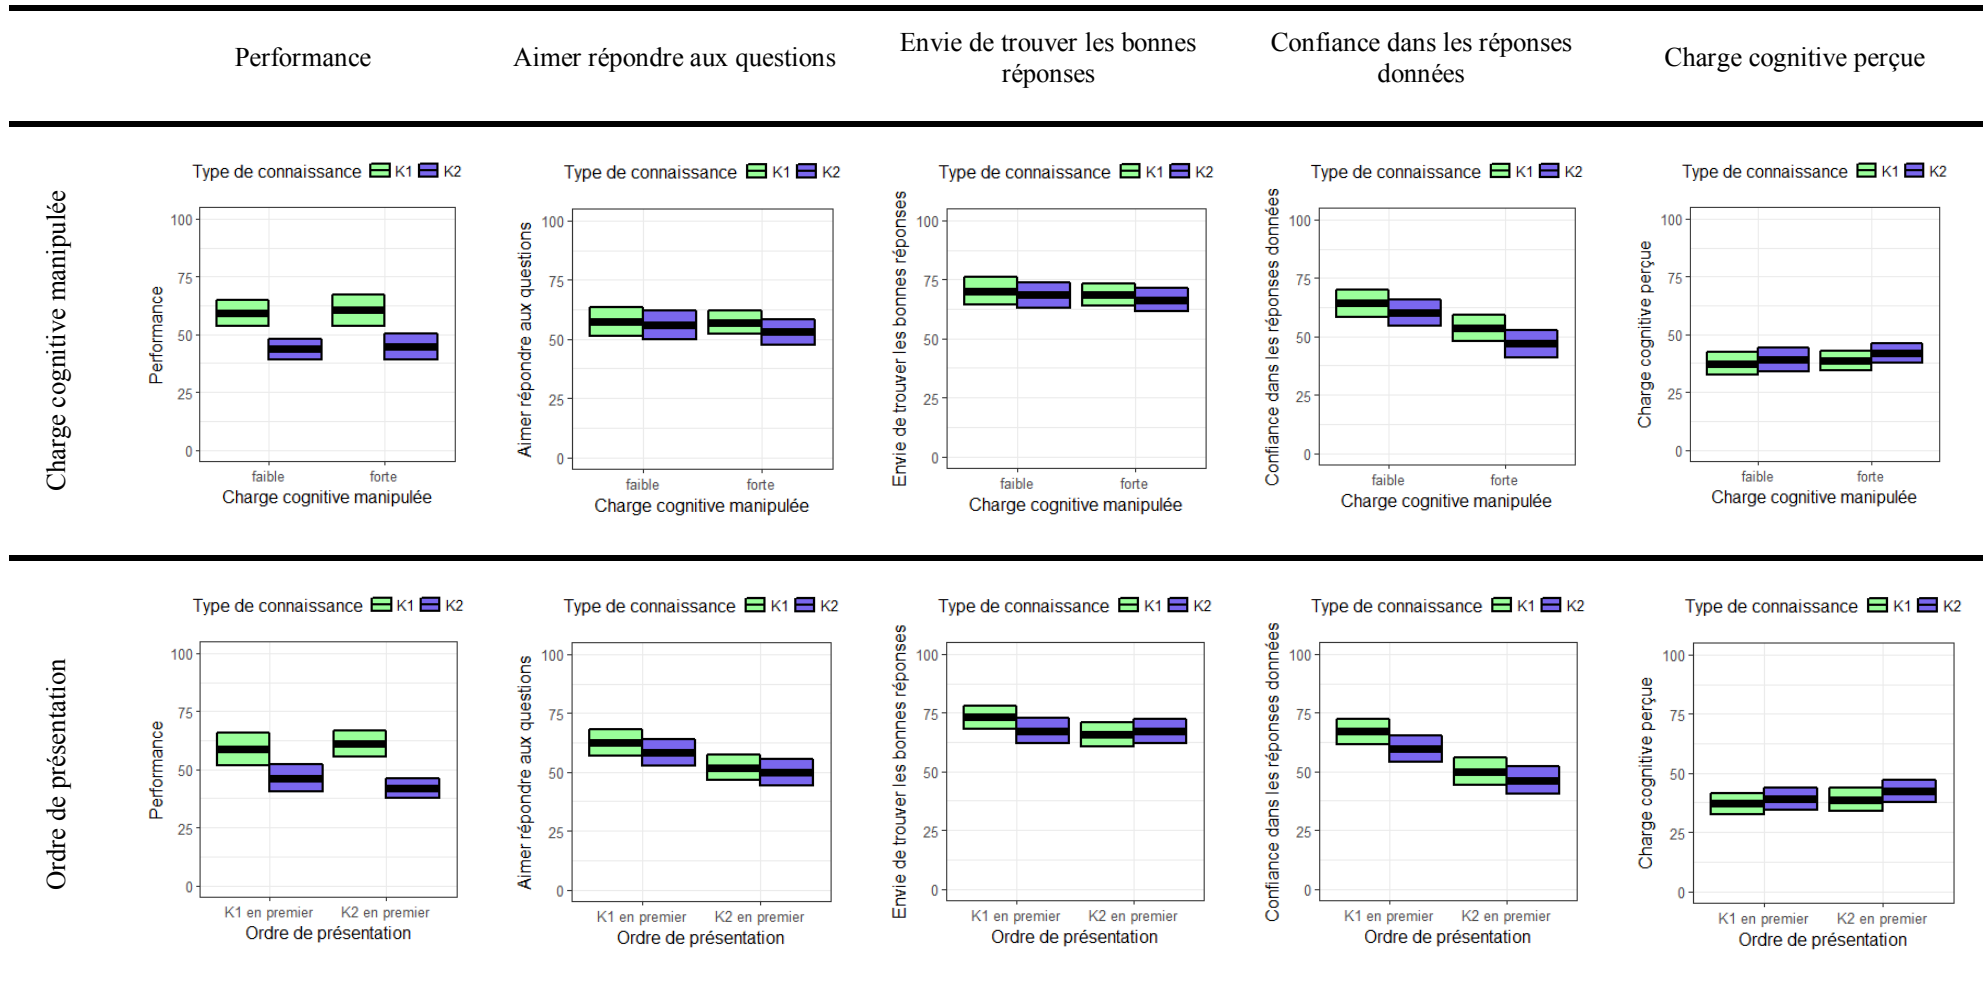 Performance
Aimer répondre aux questions
Envie de trouver les bonnes
réponses
Confiance dans les réponses
données
Charge cognitive perçue
Charge cognitive manipulée
Type de connaissance K1 K2
100
75
50
25
0
Performance
faible forte
Charge cognitive manipulée
Type de connaissance K1 K2
100
75
50
25
0
Aimer répondre aux questions
faible forte
Charge cognitive manipulée
Type de connaissance K1 K2
100
75
50
25
0
Envie de trouver les bonnes réponses
faible forte
Charge cognitive manipulée
Type de connaissance K1 K2
100
75
50
25
0
Confiance dans les réponses données
faible forte
Charge cognitive manipulée
Type de connaissance K1 K2
100
75
50
25
0
Charge cognitive perçue
faible forte
Charge cognitive manipulée
Ordre de présentation
Type de connaissance K1 K2
100
75
50
25
0
Performance
K1 en premier K2 en premier
Ordre de présentation
Type de connaissance K1 K2
100
75
50
25
0
Aimer répondre aux questions
K1 en premier K2 en premier
Ordre de présentation
Type de connaissance K1 K2
100
75
50
25
0
Envie de trouver les bonnes réponses
K1 en premier K2 en premier
Ordre de présentation
Type de connaissance K1 K2
100
75
50
25
0
Confiance dans les réponses données
K1 en premier K2 en premier
Ordre de présentation
Type de connaissance K1 K2
100
75
50
25
0
Charge cognitive perçue
K1 en premier K2 en premier
Ordre de présentation